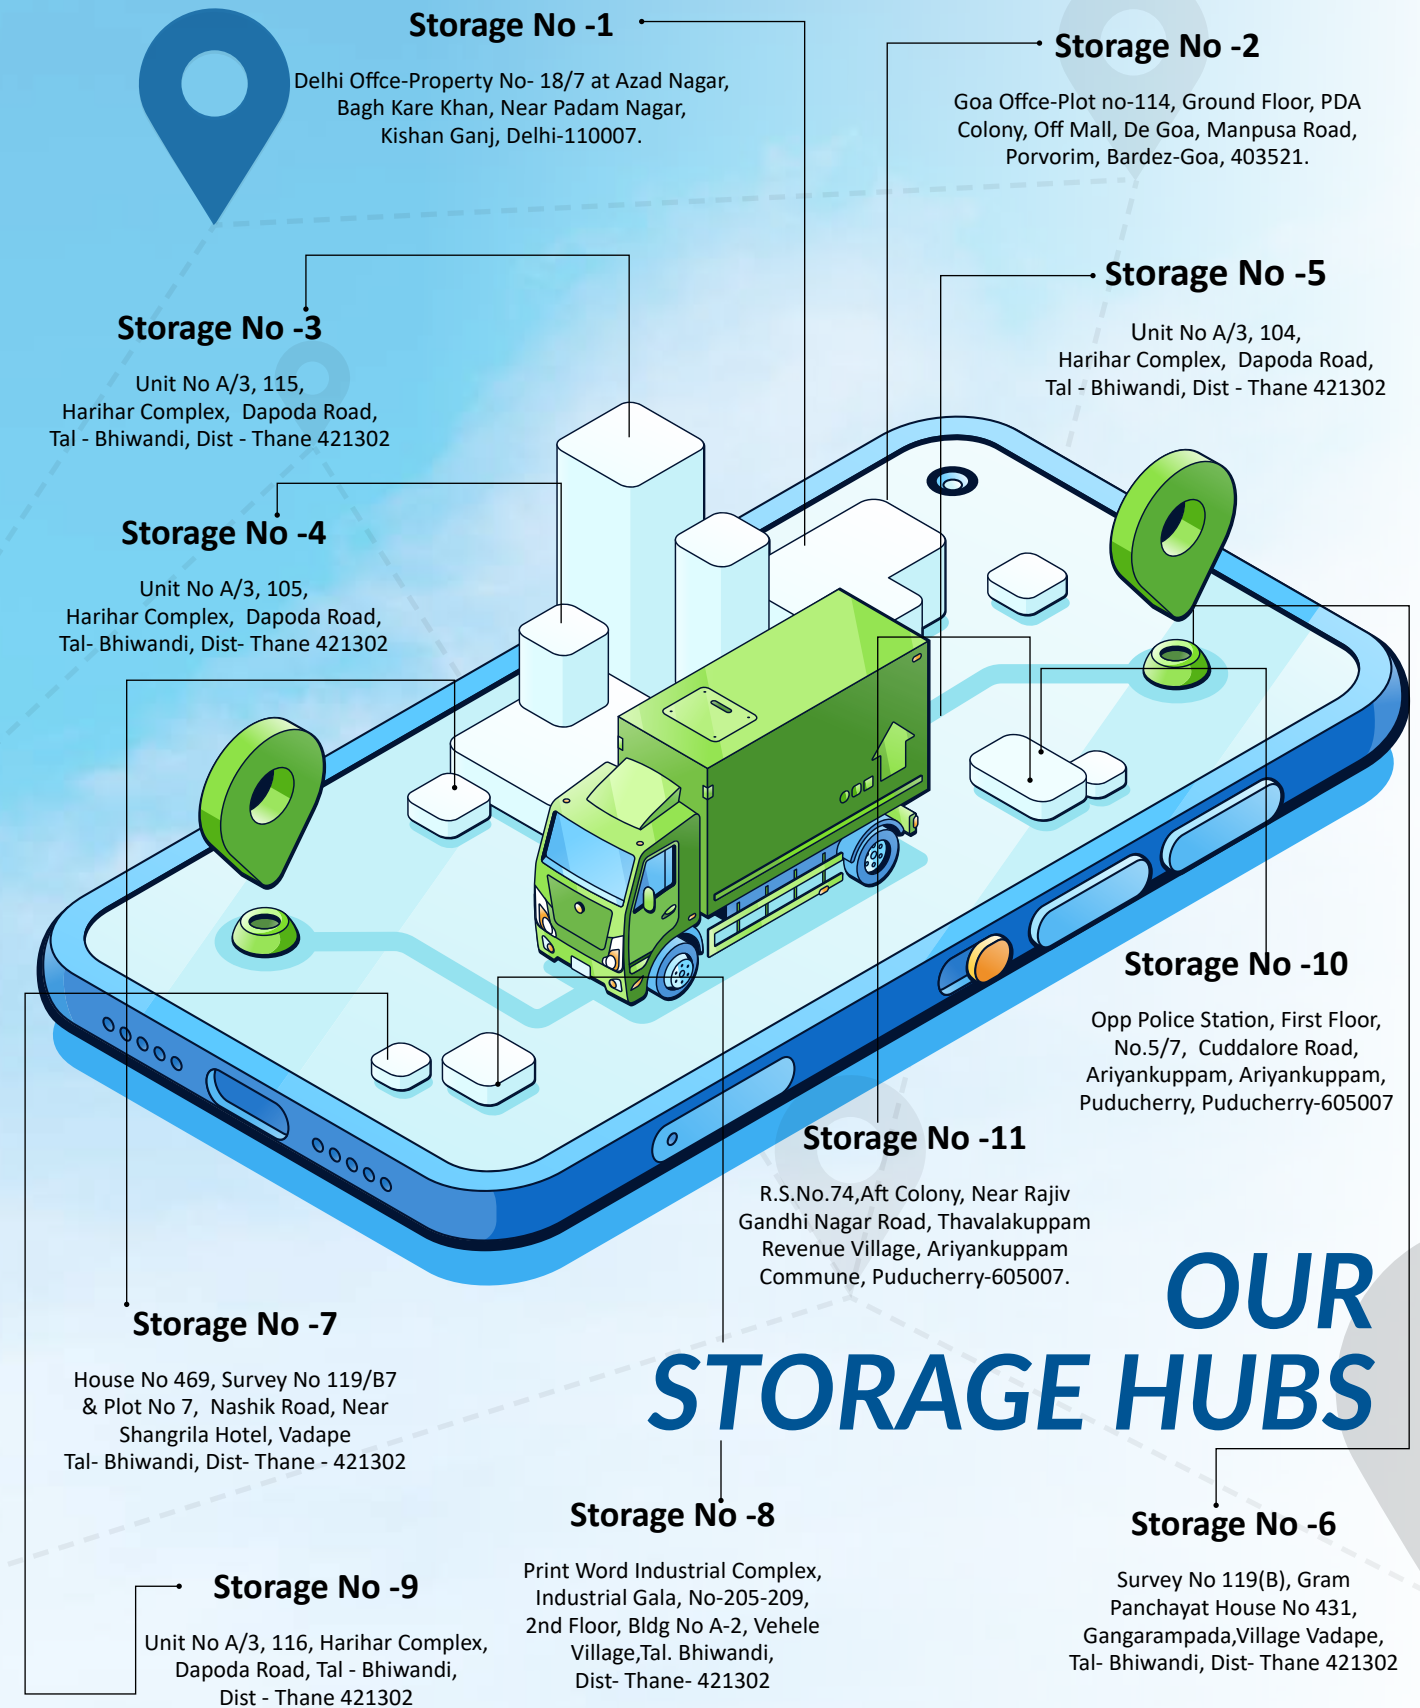 Storage No -1
Delhi Offce-Property No- 18/7 at Azad Nagar,
Bagh Kare Khan, Near Padam Nagar,
Kishan Ganj, Delhi-110007.
Storage No -2
Goa Offce-Plot no-114, Ground Floor, PDA
Colony, Off Mall, De Goa, Manpusa Road,
Porvorim, Bardez-Goa, 403521.
Storage No -3
Unit No A/3, 115,
Harihar Complex, Dapoda Road,
Tal - Bhiwandi, Dist - Thane 421302
Storage No -5
Unit No A/3, 104,
Harihar Complex, Dapoda Road,
Tal - Bhiwandi, Dist - Thane 421302
Storage No -4
Unit No A/3, 105,
Harihar Complex, Dapoda Road,
Tal- Bhiwandi, Dist- Thane 421302
Storage No -10
Opp Police Station, First Floor,
No.5/7, Cuddalore Road,
Ariyankuppam, Ariyankuppam,
Puducherry, Puducherry-605007
Storage No -11
R.S.No.74,Aft Colony, Near Rajiv
Gandhi Nagar Road, Thavalakuppam
Revenue Village, Ariyankuppam
Commune, Puducherry-605007.
OUR
STORAGE HUBS
Storage No -7
House No 469, Survey No 119/B7
& Plot No 7, Nashik Road, Near
Shangrila Hotel, Vadape
Tal- Bhiwandi, Dist- Thane - 421302
Storage No -8
Print Word Industrial Complex,
Industrial Gala, No-205-209,
2nd Floor, Bldg No A-2, Vehele
Village,Tal. Bhiwandi,
Dist- Thane- 421302
Storage No -6
Survey No 119(B), Gram
Panchayat House No 431,
Gangarampada,Village Vadape,
Tal- Bhiwandi, Dist- Thane 421302
Storage No -9
Unit No A/3, 116, Harihar Complex,
Dapoda Road, Tal - Bhiwandi,
Dist - Thane 421302